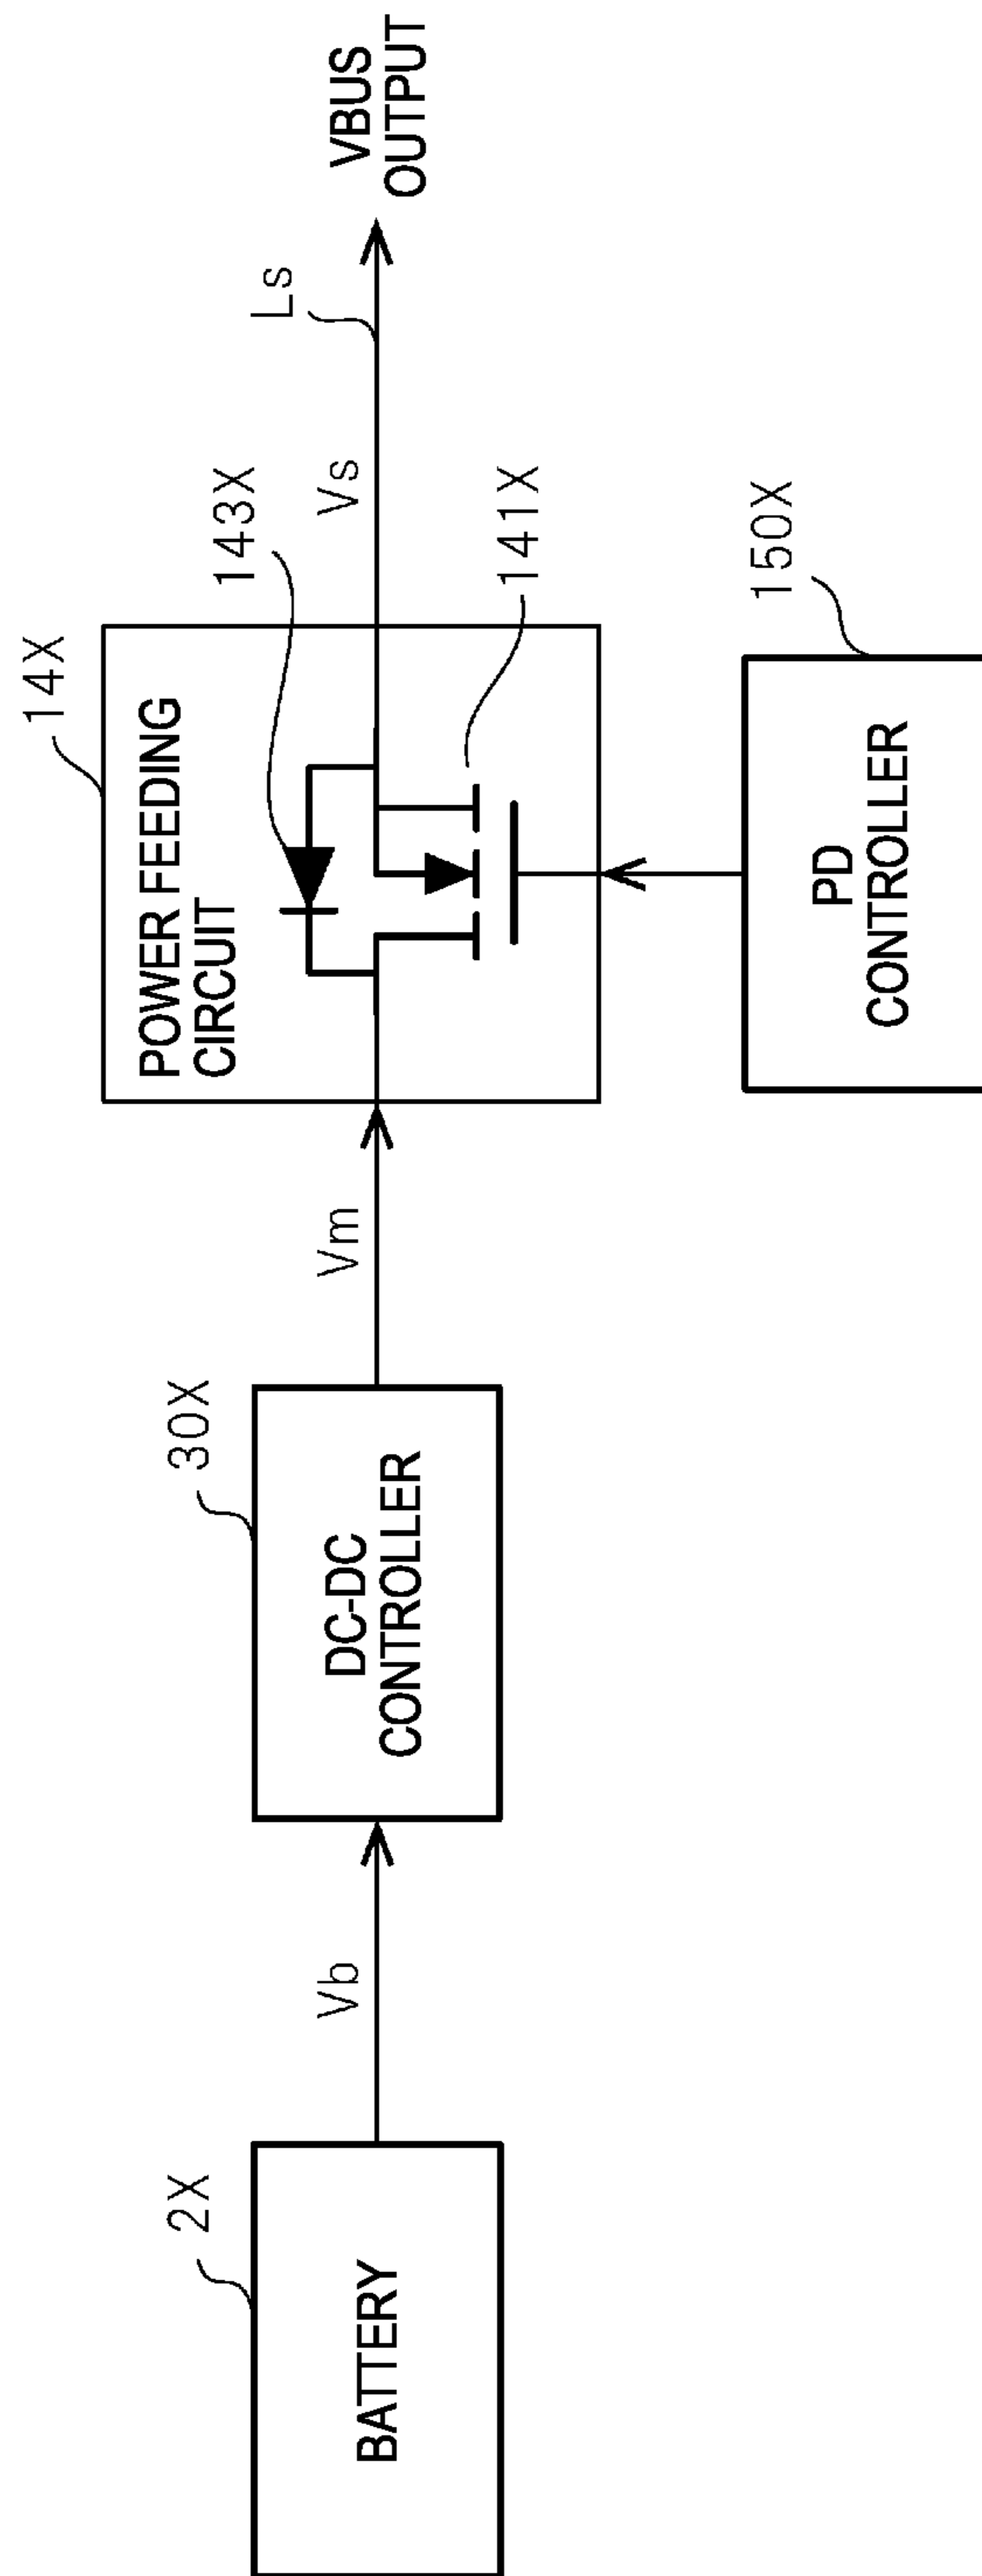 14X
POWER FEEDING
CIRCUIT
143X
VBUS
OUTPUT
Ls
Vs
141X
2X
BATTERY
Vb
30X
DC-DC
CONTROLLER
Vm
150X
PD
CONTROLLER